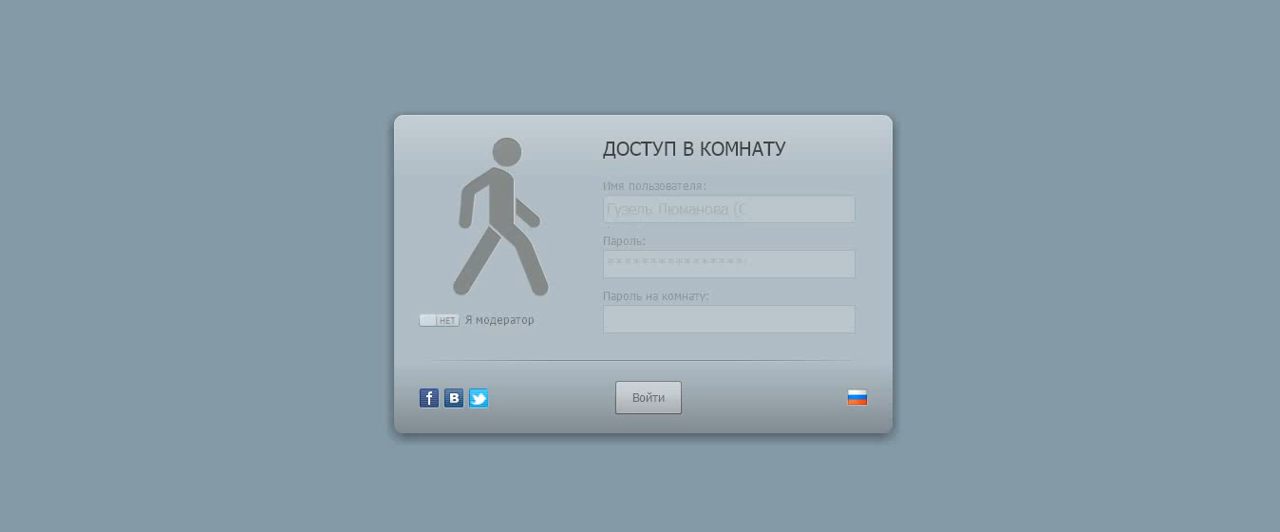 ДОСТУП В КОМНАТУ
Имя пользователя:
Гузель Люманова (С
Пароль:
****************
Пароль на комнату:
НЕТ Я модератор
Войти